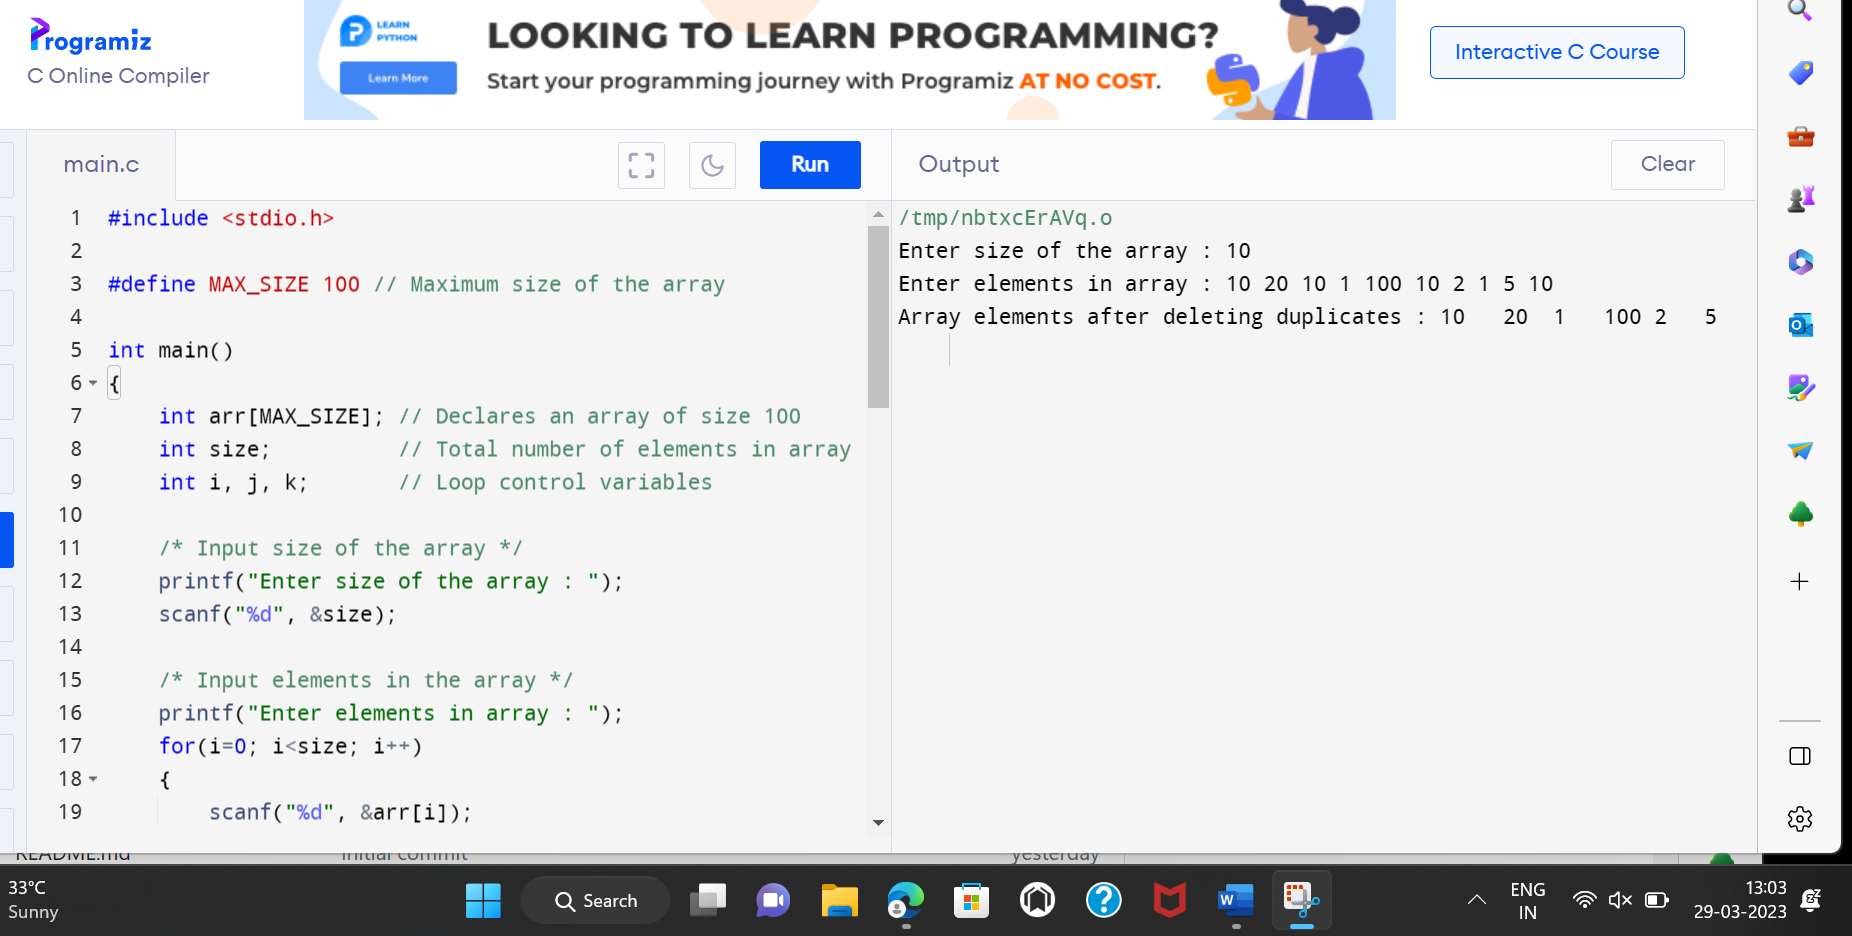 Programiz
C Online Compiler
LEARN
PYTHON
Learn More
LOOKING TO LEARN PROGRAMMING?
Start your programming journey with Programiz AT NO COST.
Interactive C Course
main.c
Run
Output
Clear
1 #include <stdio.h>
2
3 #define MAX_SIZE 100 // Maximum size of the array
4
5 int main()
6 {
7 int arr[MAX_SIZE]; // Declares an array of size 100
8 int size; // Total number of elements in array
9 int i, j, k; // Loop control variables
10
11 /* Input size of the array */
12 printf("Enter size of the array : ");
13 scanf("%d", &size);
14
15 /* Input elements in the array */
16 printf("Enter elements in array : ");
17 for(i=0; i<size; i++)
18 {
19 scanf("%d", &arr[i]);
/tmp/nbtxcErAVq.o
Enter size of the array : 10
Enter elements in array : 10 20 10 1 100 10 2 1 5 10
Array elements after deleting duplicates : 10 20 1 100 2 5
README.md initial commit yesterday
33°C
Sunny
Search
ENG
IN
13:03
29-03-2023